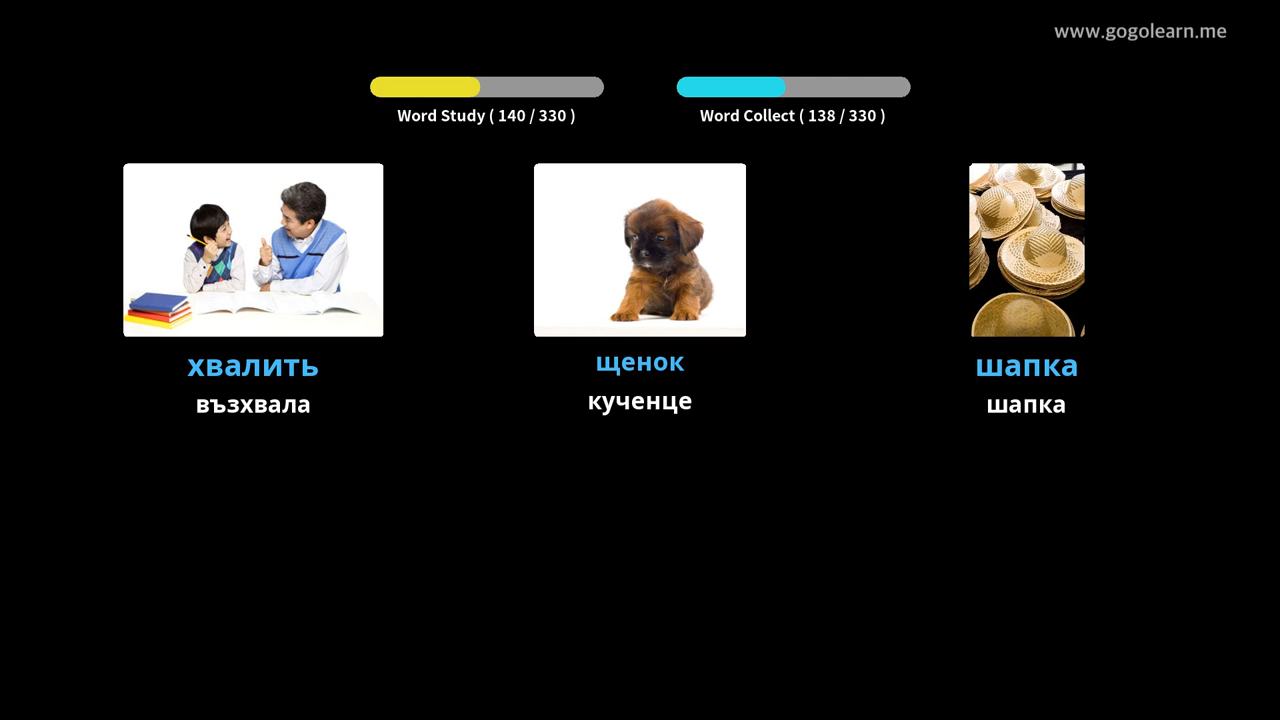 www.gogolearn.me
Word Study ( 140 / 330 )
Word Collect ( 138 / 330 )
хвалить
възхвала
щенок
кученце
шапка
шапка